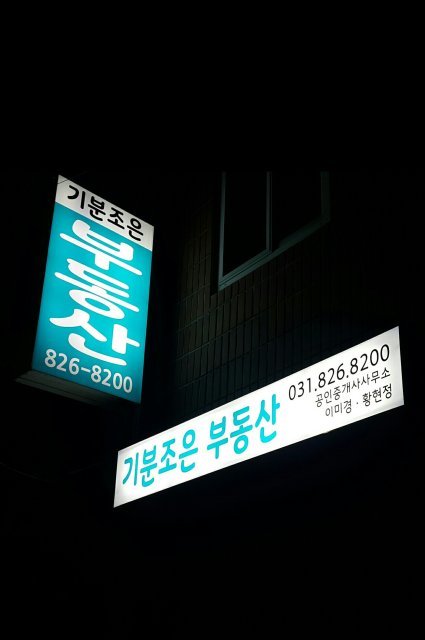 기분조은
부동산
826-8200
기분조은 부동산
031.826.8200
공인중개사사무소
이미경 · 황현정